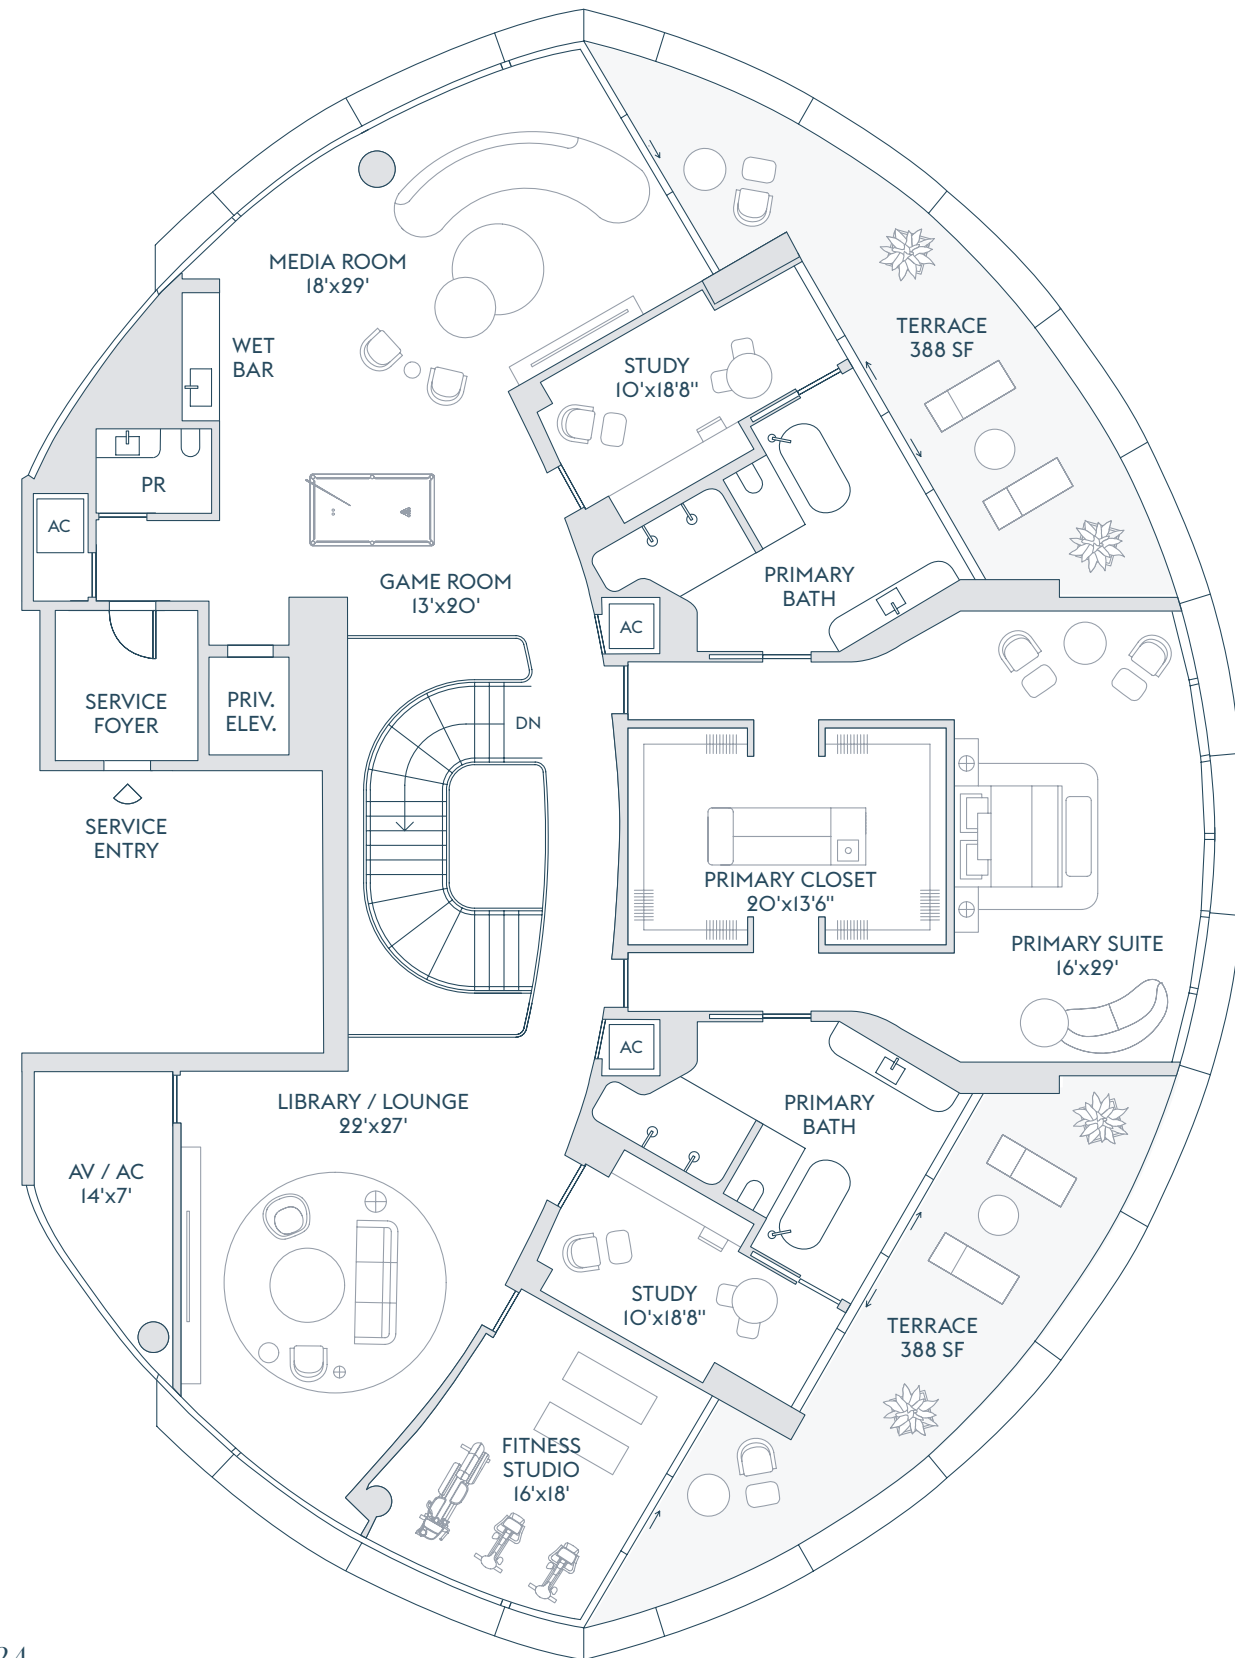 MEDIA ROOM
18'x29'
WET
BAR
STUDY
10'x18'8"
TERRACE
388 SF
PR
AC
GAME ROOM
13'x20'
PRIMARY
BATH
AC
SERVICE
FOYER
PRIV.
ELEV.
DN
SERVICE
ENTRY
PRIMARY CLOSET
20'x13'6"
PRIMARY SUITE
16'x29'
AC
LIBRARY / LOUNGE
22'x27'
PRIMARY
BATH
AV / AC
14'x7'
STUDY
10'x18'8"
TERRACE
388 SF
FITNESS
STUDIO
16'x18'